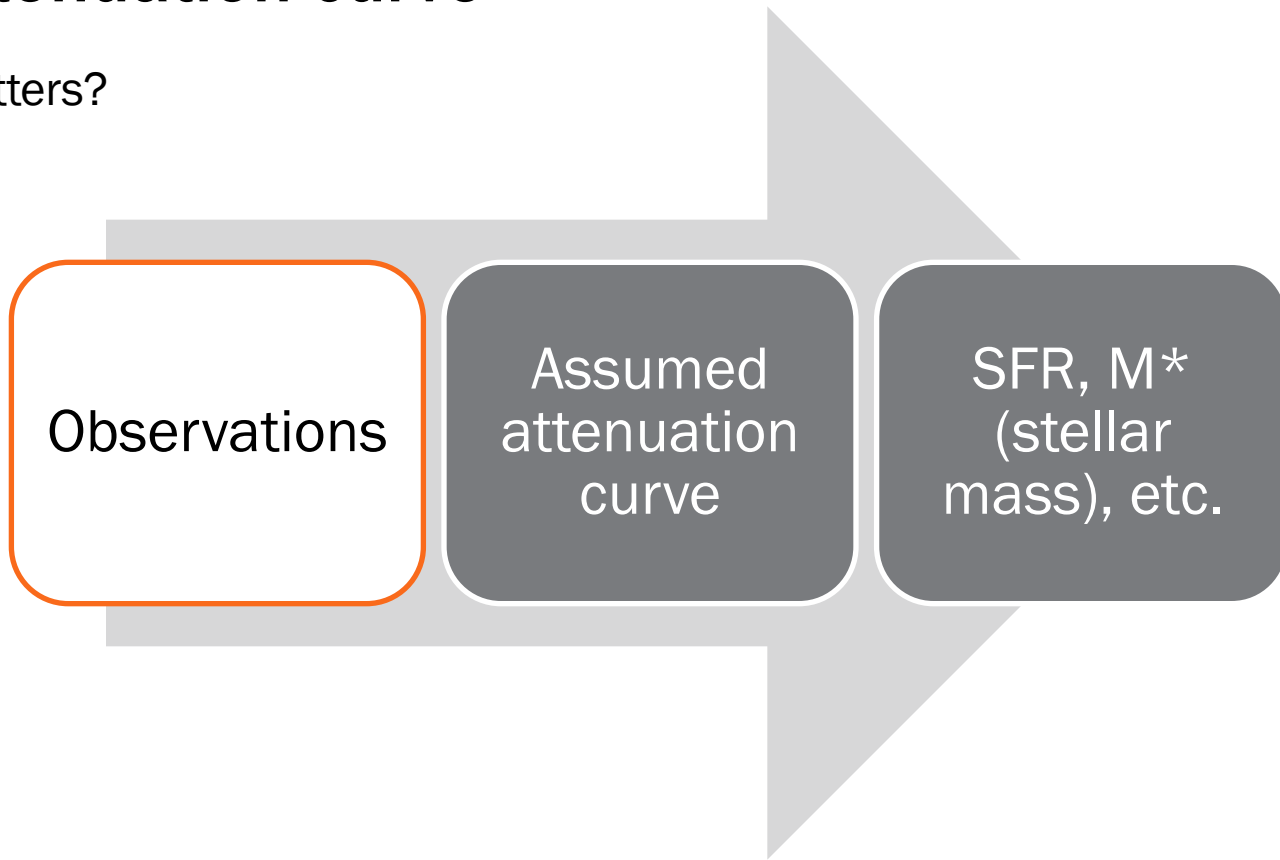 tters?
Observations
Assumed
attenuation
curve
SFR, M*
(stellar
mass), etc.